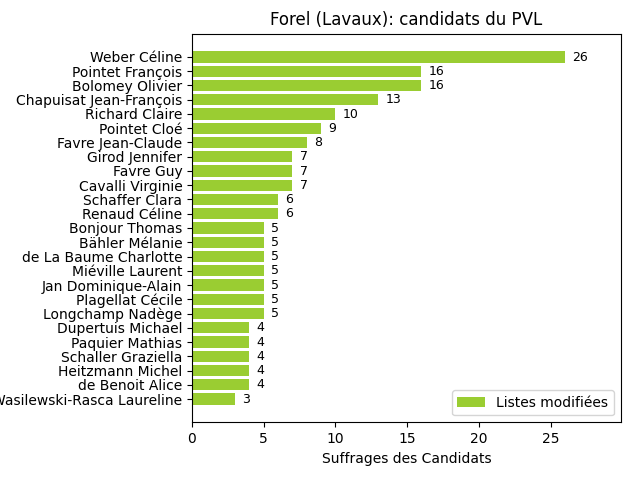 Forel (Lavaux): candidats du PVL
Weber Céline 26
Pointet François 16
Bolomey Olivier 16
Chapuisat Jean-François 13
Richard Claire 10
Pointet Cloé 9
Favre Jean-Claude 8
Girod Jennifer 7
Favre Guy 7
Cavalli Virginie 7
Schaffer Clara 6
Renaud Céline 6
Bonjour Thomas 5
Bähler Mélanie 5
de La Baume Charlotte 5
Miéville Laurent 5
Jan Dominique-Alain 5
Plagellat Cécile 5
Longchamp Nadège 5
Dupertuis Michael 4
Paquier Mathias 4
Schaller Graziella 4
Heitzmann Michel 4
de Benoit Alice 4
Wasilewski-Rasca Laureline 3
Listes modifiées
0 5 10 15 20 25
Suffrages des Candidats